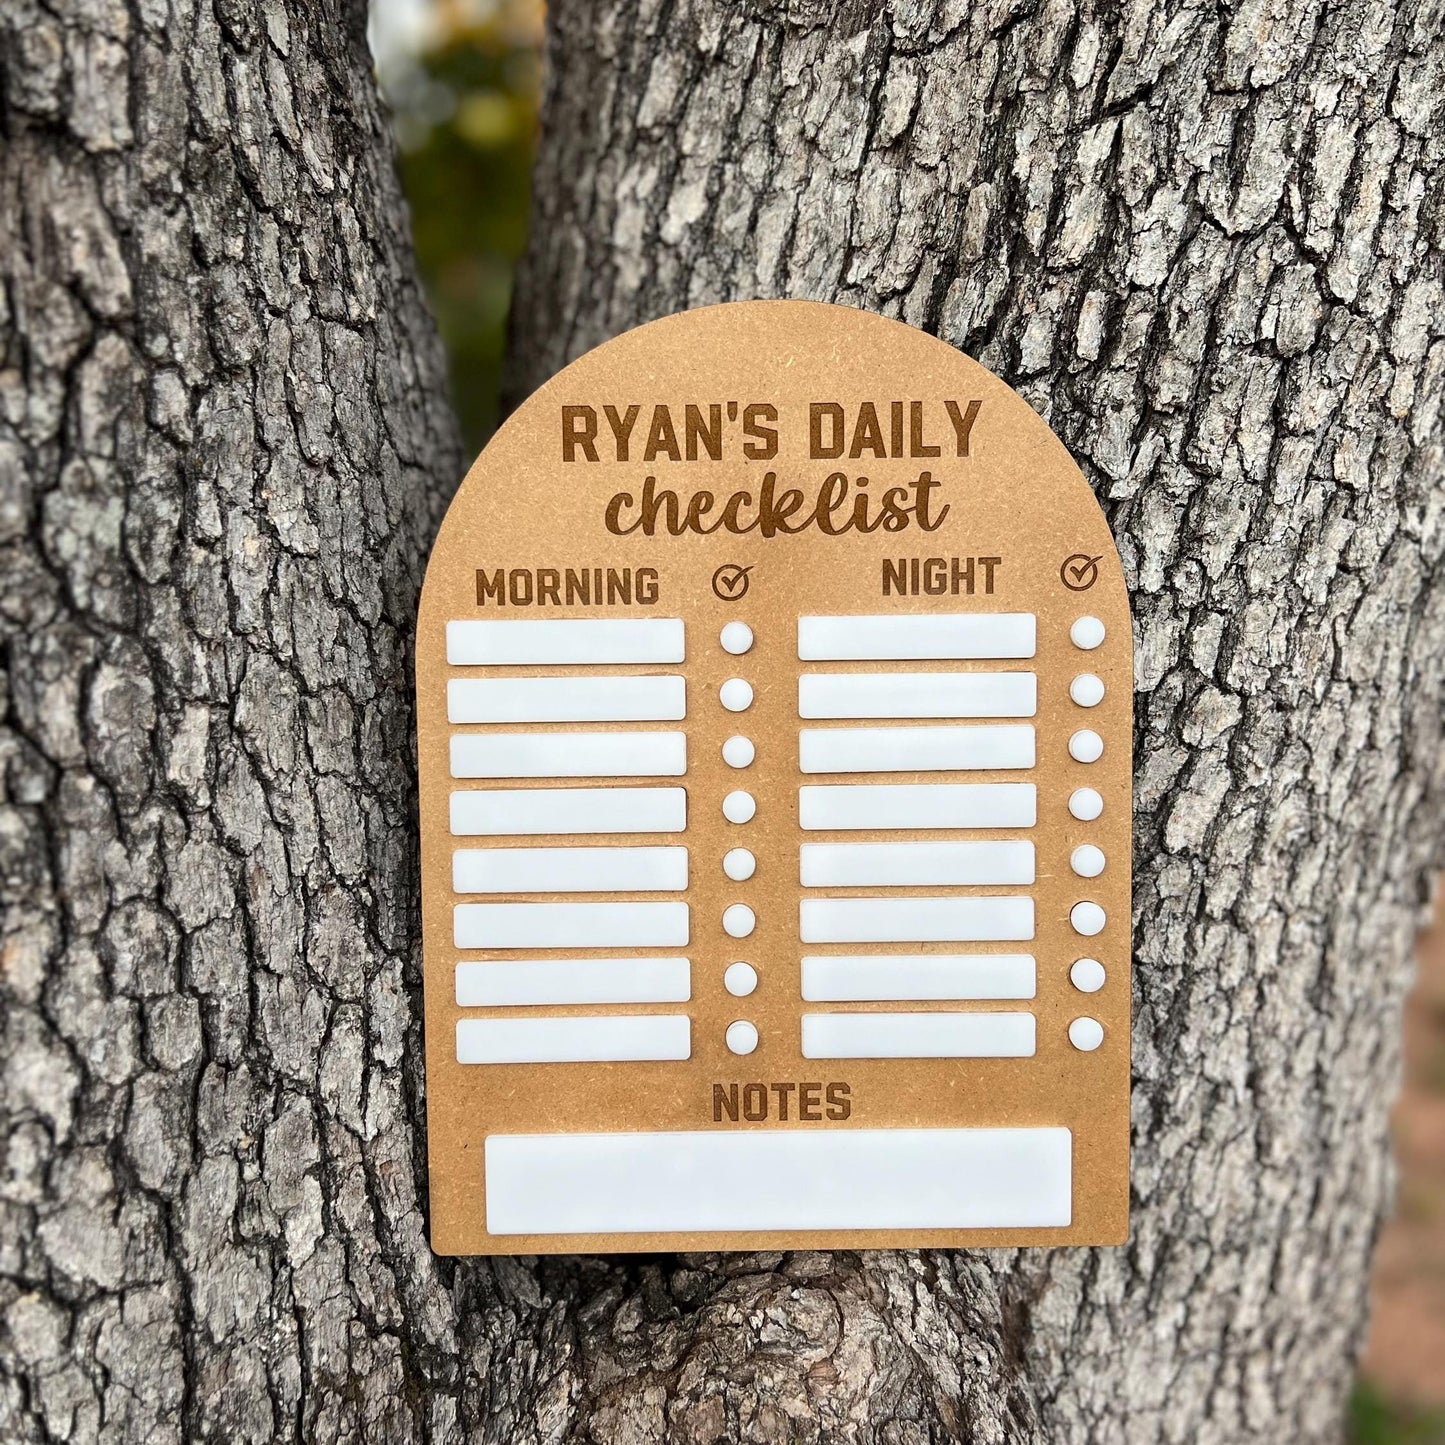 RYAN'S DAILY
checklist
MORNING
NIGHT
NOTES